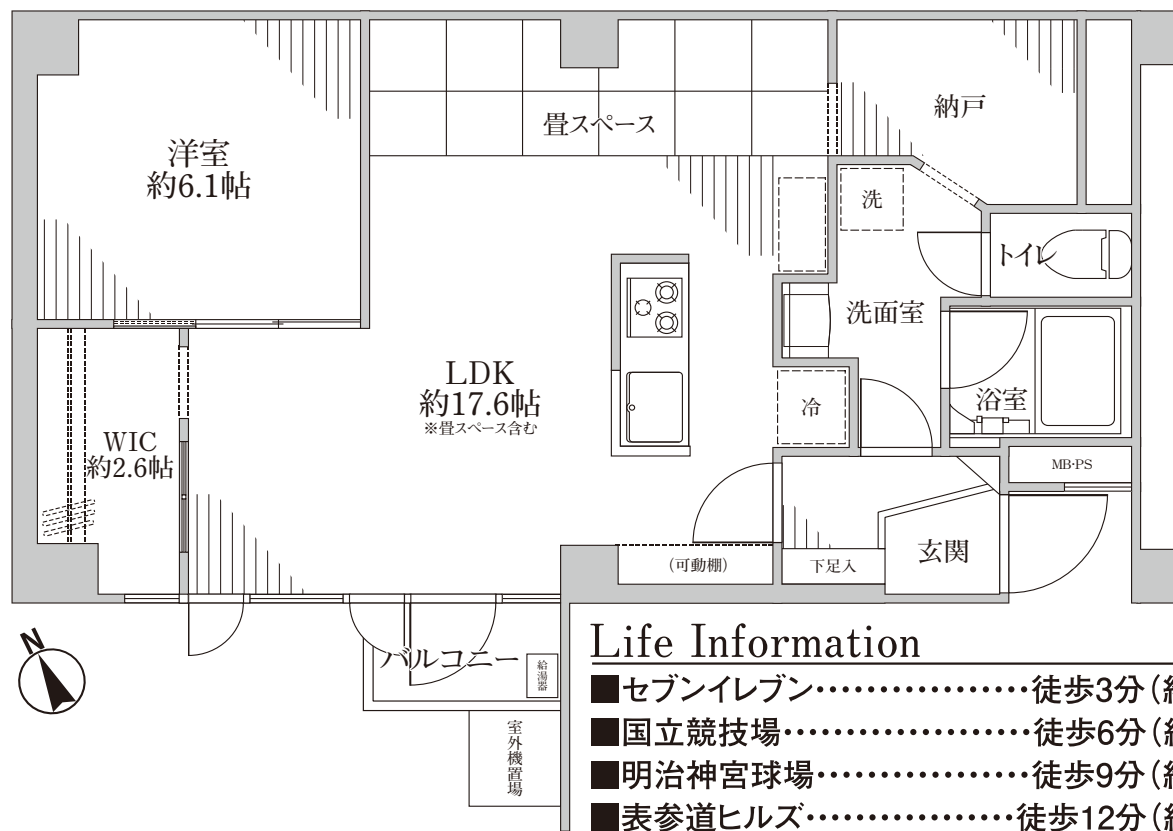 洋室
約6.1帖
畳スペース
納戸
洗
トイレ
洗面室
LDK
約17.6帖
※畳スペース含む
冷
浴室
WIC
約2.6帖
MB・PS
(可動棚)
下足入
玄関
N
バルコニー
給湯器
室外機置場
Life Information
■セブンイレブン………………徒歩3分(約
■国立競技場…………………徒歩6分(約
■明治神宮球場………………徒歩9分(約
■表参道ヒルズ………………徒歩12分(約